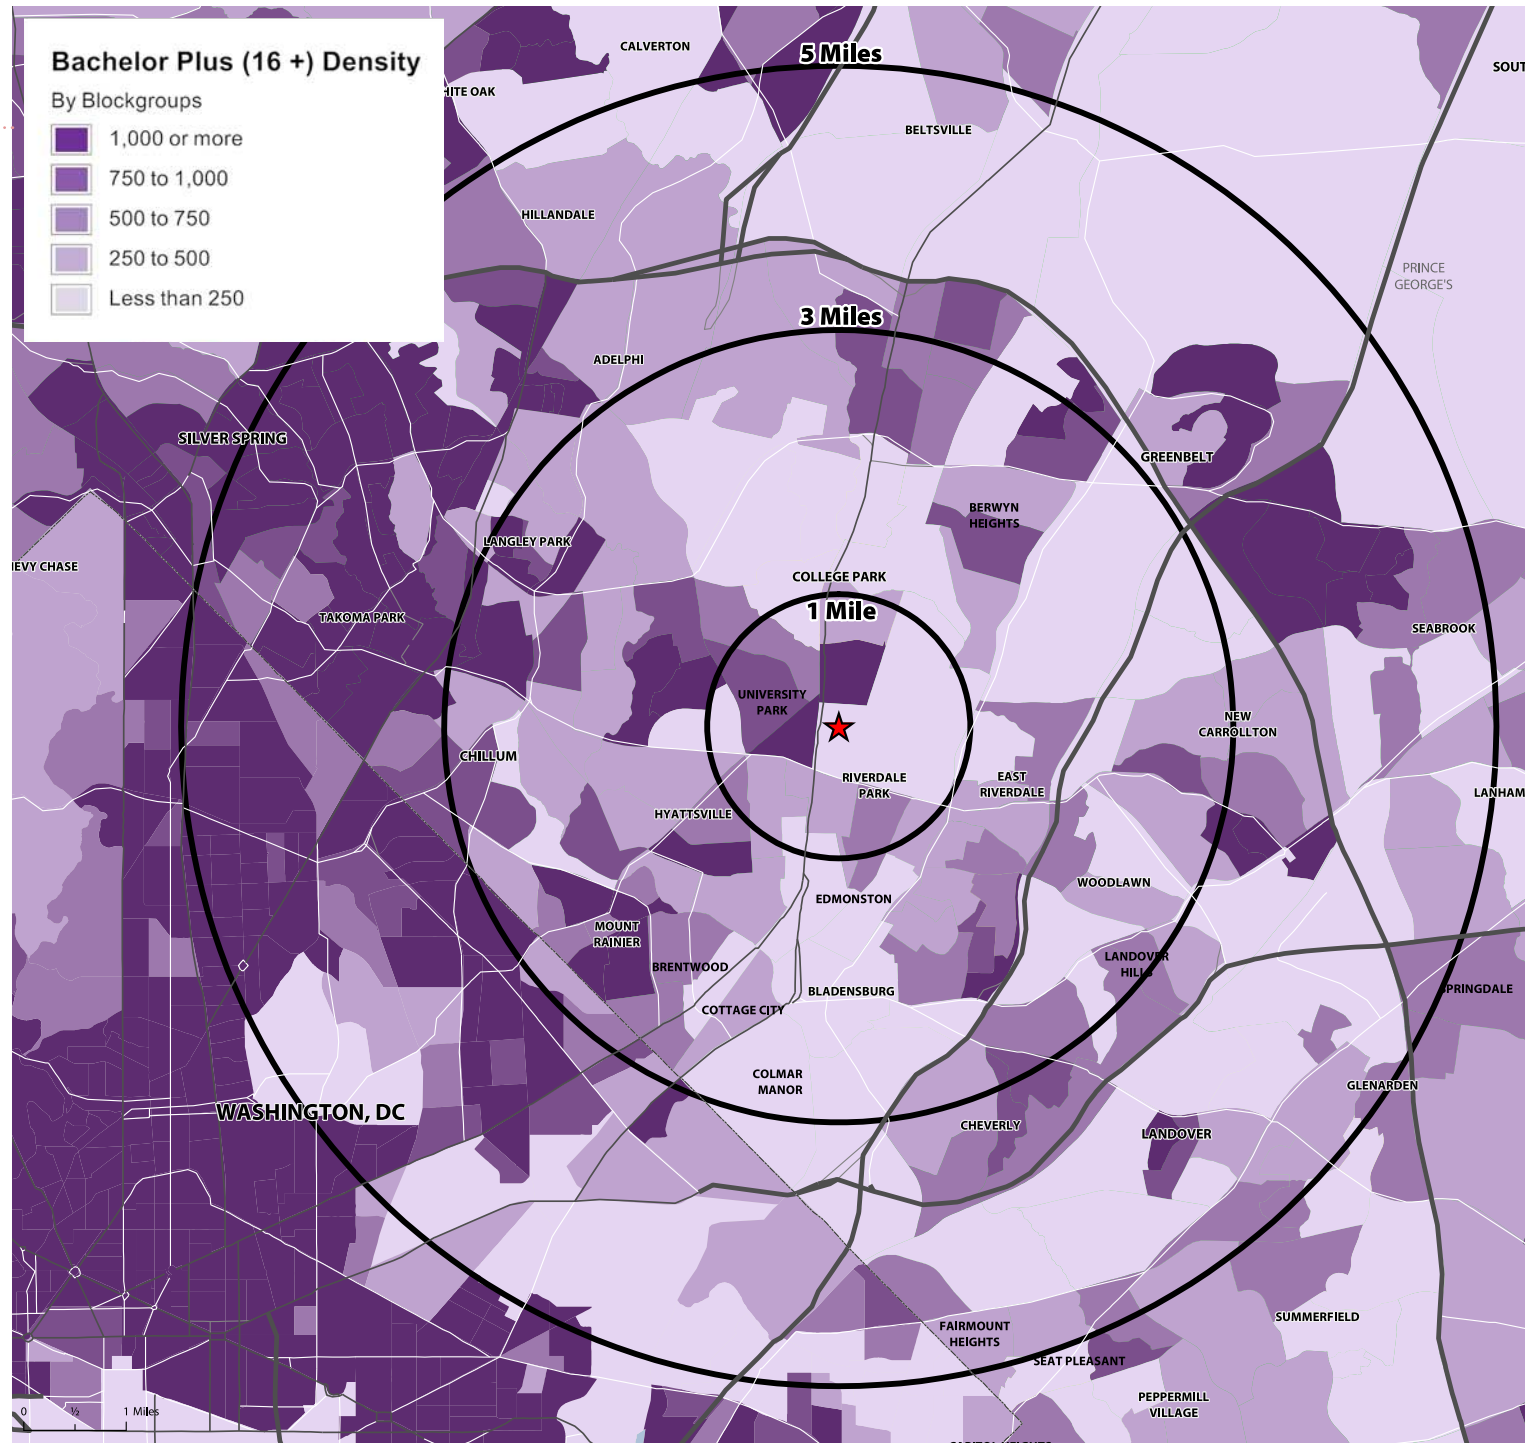 Bachelor Plus (16 +) Density
By Blockgroups
1,000 or more
750 to 1,000
500 to 750
250 to 500
Less than 250
CALVERTON
5 Miles
SOUT
HITE OAK
BELTSVILLE
HILLANDALE
PRINCE
GEORGE'S
3 Miles
ADELPHI
SILVER SPRING
GREENBELT
BERWYN
HEIGHTS
LANGLEY PARK
EVY CHASE
COLLEGE PARK
1 Mile
TAKOMA PARK
SEABROOK
UNIVERSITY
PARK
NEW
CARROLLTON
CHILLUM
RIVERDALE
PARK
EAST
RIVERDALE
LANHAM
HYATTSVILLE
WOODLAWN
EDMONSTON
MOUNT
RAINIER
BRENTWOOD
LANDOVER
HILLS
BLADENSBURG
PRINGDALE
COTTAGE CITY
COLMAR
MANOR
GLENARDEN
WASHINGTON, DC
CHEVERLY
LANDOVER
SUMMERFIELD
FAIRMOUNT
HEIGHTS
SEAT PLEASANT
PEPPERMILL
VILLAGE
0 ½ 1 Miles